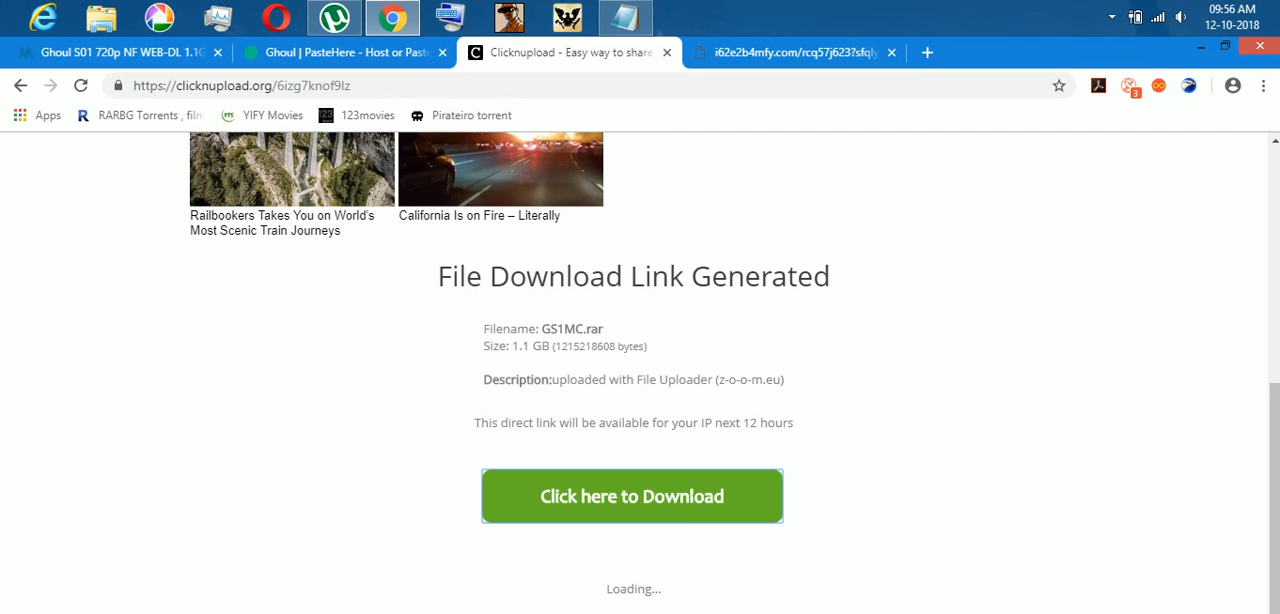 09:56 AM
12-10-2018
Ghoul S01 720p NF WEB-DL 1.1G
Ghoul | PasteHere - Host or Paste
Clicknupload - Easy way to share
i62e2b4mfy.com/rcq57j623?sfqly
https://clicknupload.org/6izg7knof9lz
3
Apps
RARBG Torrents , film
YIFY Movies
123movies
Pirateiro torrent
Railbookers Takes You on World's
Most Scenic Train Journeys
California Is on Fire – Literally
File Download Link Generated
Filename: GS1MC.rar
Size: 1.1 GB (1215218608 bytes)
Description:uploaded with File Uploader (z-o-o-m.eu)
This direct link will be available for your IP next 12 hours
Click here to Download
Loading...